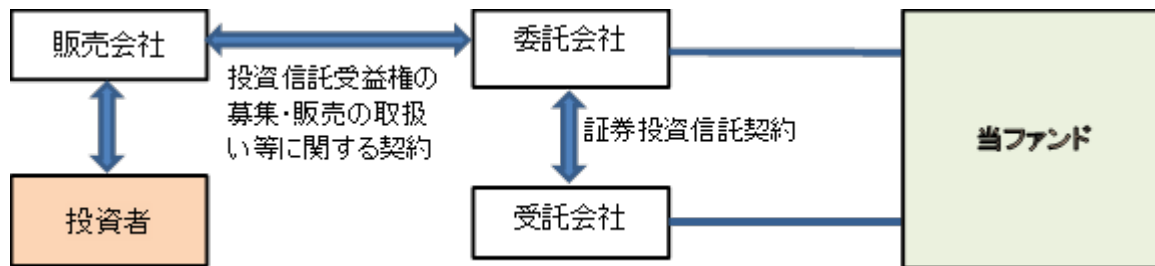 販売会社
委託会社
投資信託受益権の
募集・販売の取扱
い等に関する契約
証券投資信託契約
当ファンド
投資者
受託会社